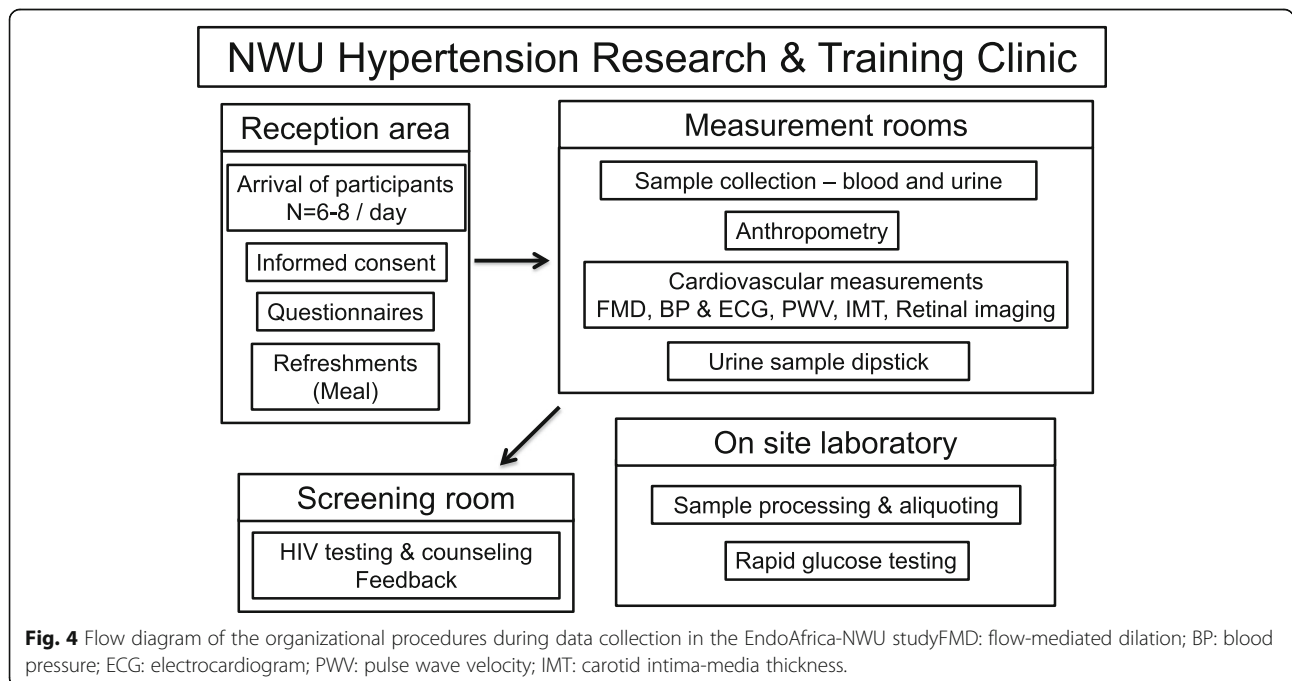 NWU Hypertension Research & Training Clinic
Reception area
Arrival of participants
N=6-8 / day
Informed consent
Questionnaires
Refreshments
(Meal)
Measurement rooms
Sample collection – blood and urine
Anthropometry
Cardiovascular measurements
FMD, BP & ECG, PWV, IMT, Retinal imaging
Urine sample dipstick
Screening room
HIV testing & counseling
Feedback
On site laboratory
Sample processing & aliquoting
Rapid glucose testing
Fig. 4 Flow diagram of the organizational procedures during data collection in the EndoAfrica-NWU studyFMD: flow-mediated dilation; BP: blood
pressure; ECG: electrocardiogram; PWV: pulse wave velocity; IMT: carotid intima-media thickness.